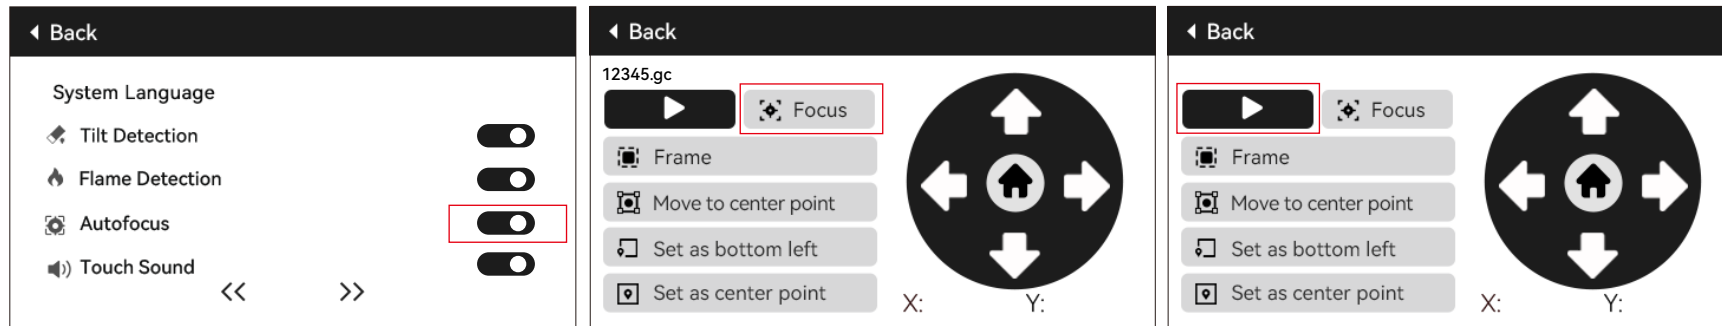 Back
System Language
Tilt Detection
Flame Detection
Autofocus
Touch Sound
<< >>
Back
12345.gc
Focus
Frame
Move to center point
Set as bottom left
Set as center point
X: Y:
Back
Focus
Frame
Move to center point
Set as bottom left
Set as center point
X: Y: